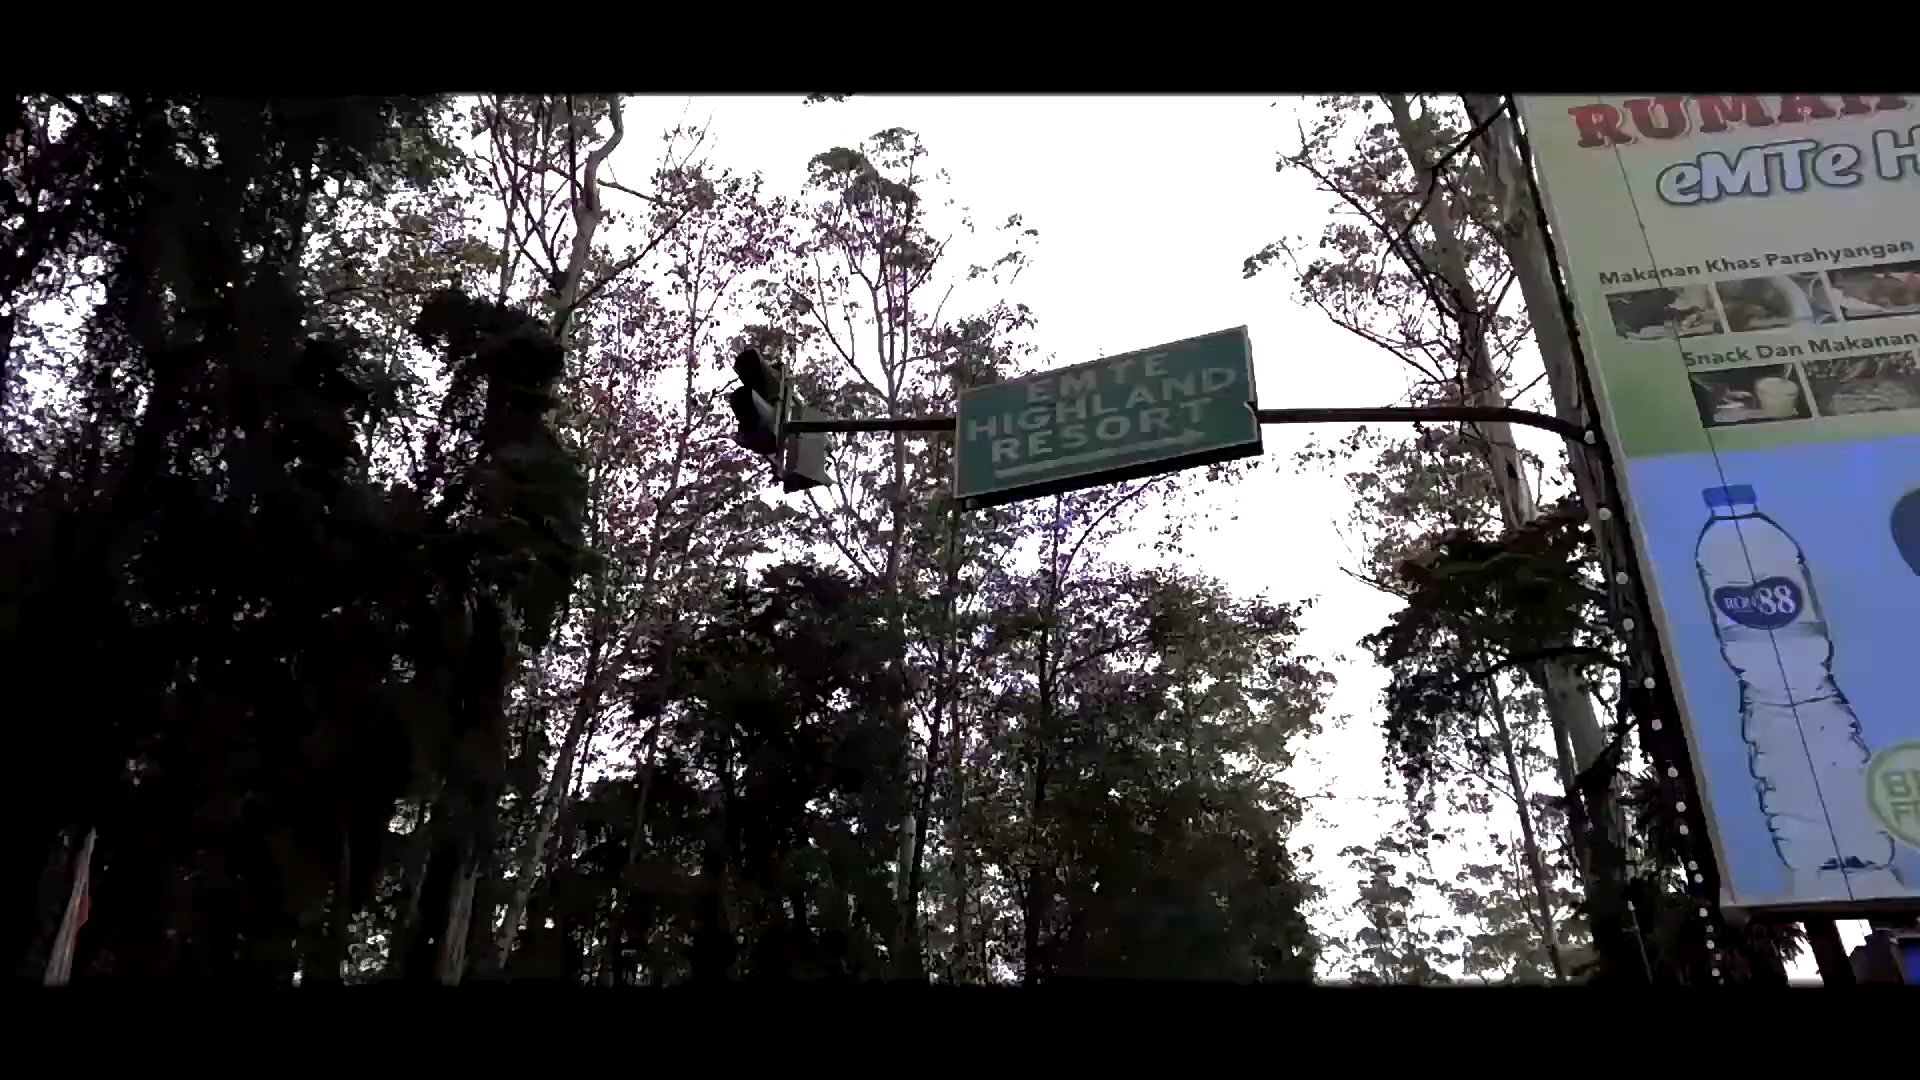 EMTE
HIGHLAND
RESORT
RUMAH
eMTe H
Makanan Khas Parahyangan
Snack Dan Makanan
RON 88